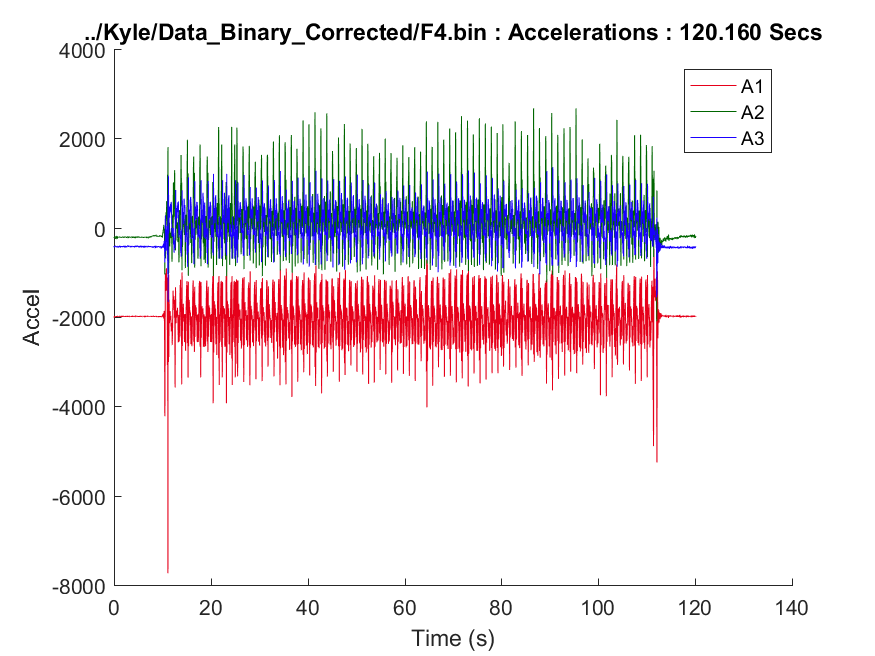 ../Kyle/Data_Binary_Corrected/F4.bin : Accelerations : 120.160 Secs
4000
2000
0
-2000
-4000
-6000
-8000
Accel
A1
A2
A3
0 20 40 60 80 100 120 140
Time (s)